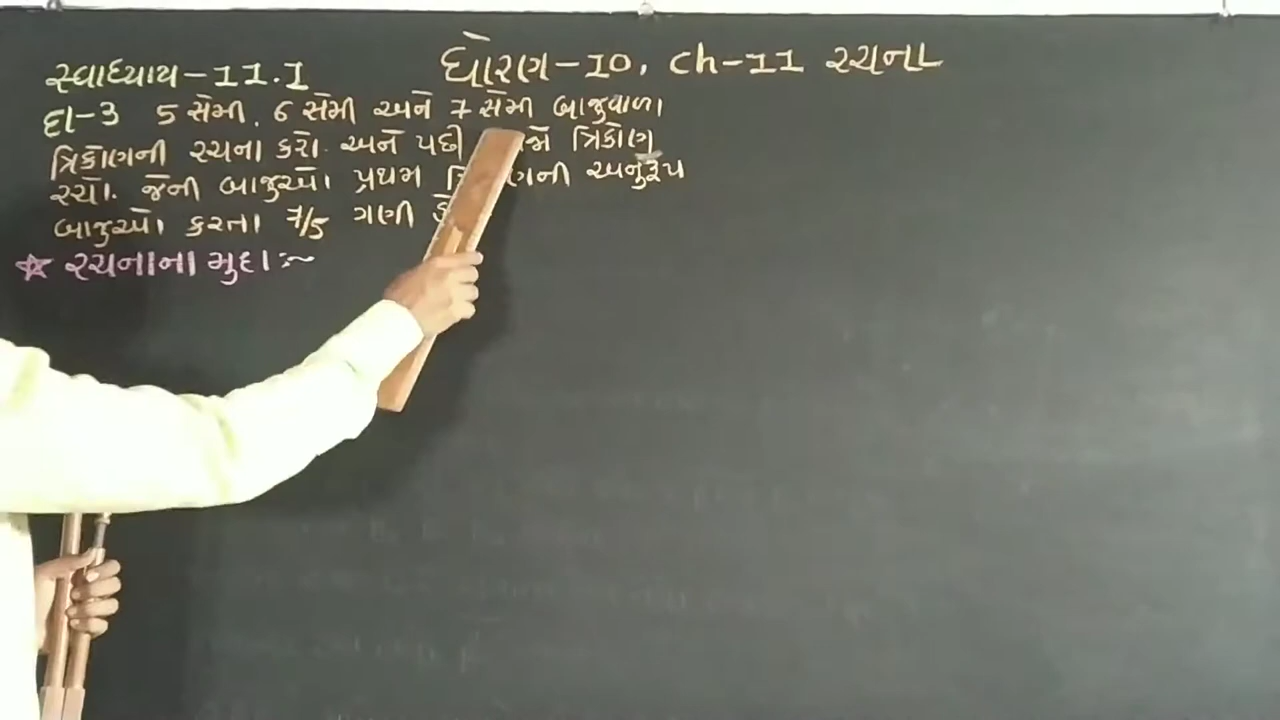 સ્વાધ્યાય-11.1
ધોરણ-10, ch-11 રચના
દા-3 5 સેમી, 6 સેમી અને 7 સેમી બાજુવાળા
ત્રિકોણની રચના કરો. અને પછી ત્રિકોણ
રચો. જેની બાજુઓ પ્રથમ અનુરૂપ
બાજુઓ કરતા 7/5 ગણી
☆ રચનાના મુદ્દા :~